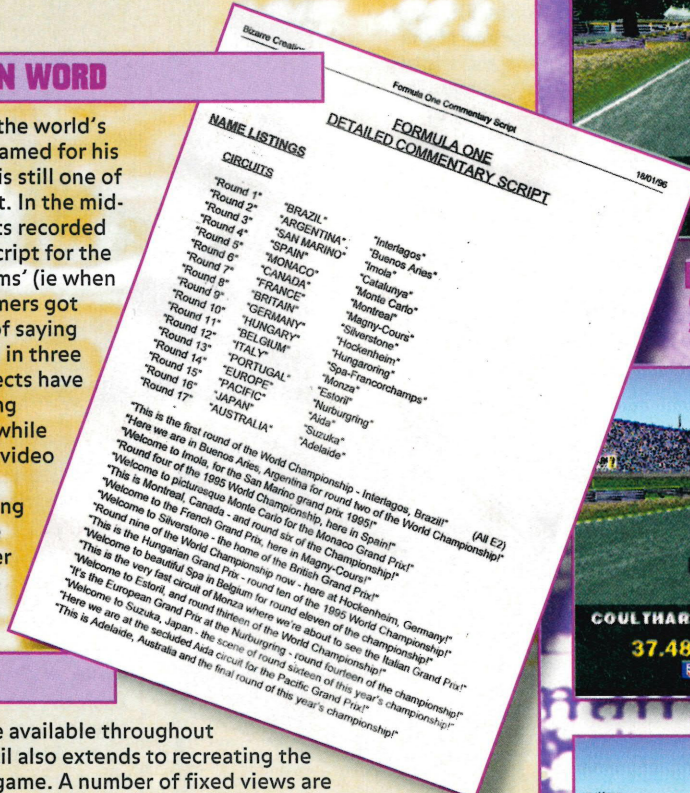 N WORD
the world's
amed for his
is still one of
t. In the mid-
ts recorded
cript for the
ms' (ie when
mers got
of saying
in three
ects have
ng
while
video
ng
er
e available throughout
il also extends to recreating the
game. A number of fixed views are
Bizarre Creatio
Formula One Commentary Script
18/01/96
FORMULA ONE
DETAILED COMMENTARY SCRIPT
NAME LISTINGS
CIRCUITS
"Round 1" "BRAZIL" "Interlagos"
"Round 2" "ARGENTINA" "Buenos Aries"
"Round 3" "SAN MARINO" "Imola"
"Round 4" "SPAIN" "Catalunya"
"Round 5" "MONACO" "Monte Carlo"
"Round 6" "CANADA" "Montreal"
"Round 7" "FRANCE" "Magny-Cours"
"Round 8" "BRITAIN" "Silverstone"
"Round 9" "GERMANY" "Hockenheim"
"Round 10" "HUNGARY" "Hungaroring"
"Round 11" "BELGIUM" "Spa-Francorchamps"
"Round 12" "ITALY" "Monza"
"Round 13" "PORTUGAL" "Estoril"
"Round 14" "EUROPE" "Nurburgring"
"Round 15" "PACIFIC" "Aida"
"Round 16" "JAPAN" "Suzuka"
"Round 17" "AUSTRALIA" "Adelaide"
"This is the first round of the World Championship - Interlagos, Brazil!" (All E2)
"Here we are in Buenos Aries, Argentina for round two of the World Championship!"
"Welcome to Imola, for the San Marino grand prix 1995!"
"Round four of the 1995 World Championship, here in Spain!"
"Welcome to picturesque Monte Carlo for the Monaco Grand Prix!"
"This is Montreal, Canada - and round six of the Championship!"
"Welcome to the French Grand Prix, here in Magny-Cours!"
"Welcome to Silverstone - the home of the British Grand Prix!"
"Round nine of the World Championship now - here at Hockenheim, Germany!"
"This is the Hungarian Grand Prix - round ten of the 1995 World Championship!"
"Welcome to beautiful Spa in Belgium for round eleven of the championship!"
"This is the very fast circuit of Monza where we're about to see the Italian Grand Prix!"
"Welcome to Estoril, and round thirteen of the World Championship!"
"It's the European Grand Prix at the Nurburgring - round fourteen of the championship!"
"Welcome to Suzuka, Japan - the scene of round sixteen of this year's championship!"
"Here we are at the secluded Aida circuit for the Pacific Grand Prix!"
"This is Adelaide, Australia and the final round of this year's championship!"
COULTHAR
37.48